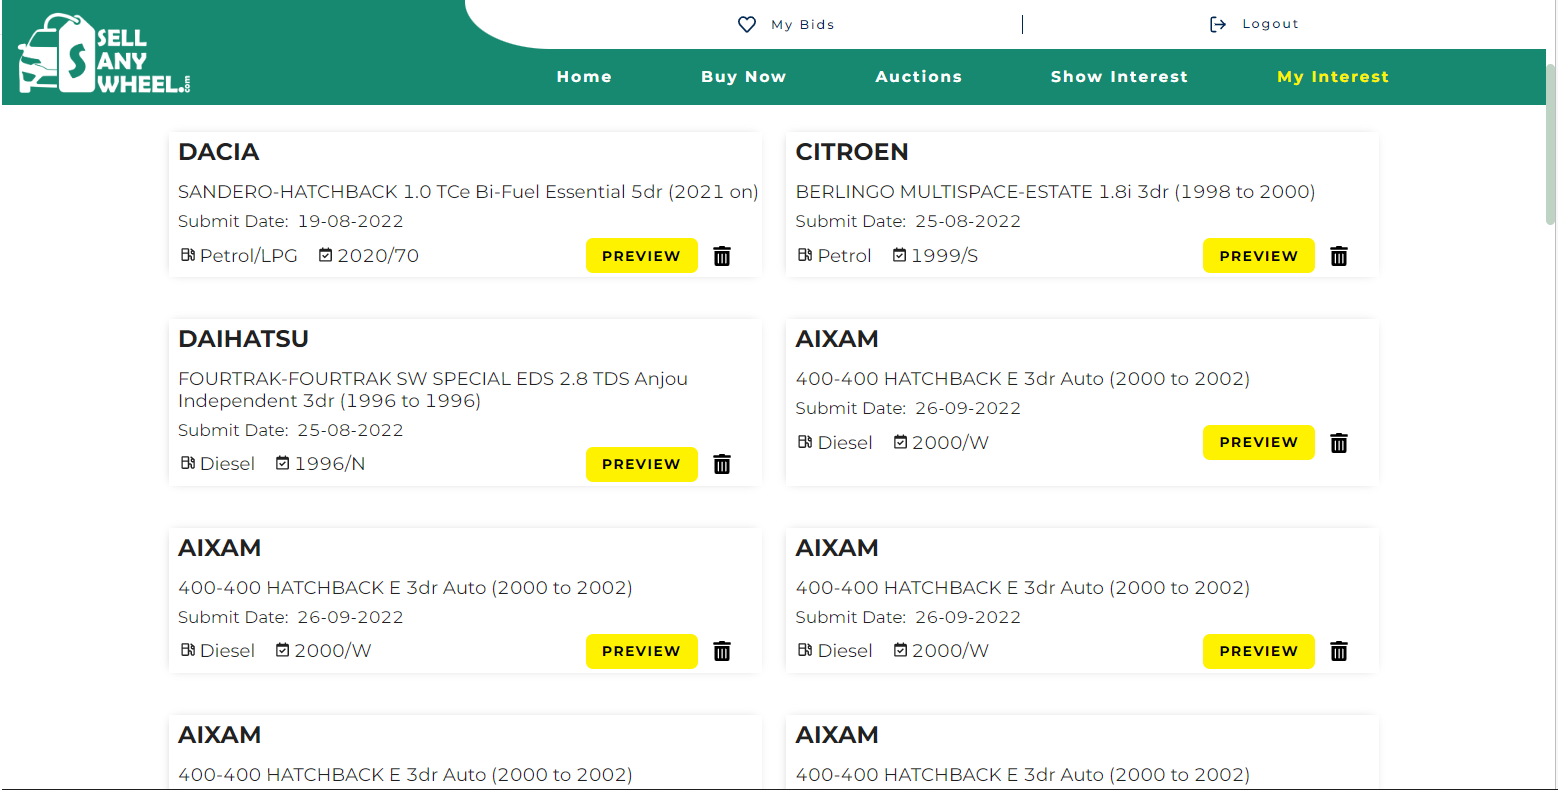 SELL
ANY
WHEEL.com
My Bids
Logout
Home
Buy Now
Auctions
Show Interest
My Interest
DACIA
SANDERO-HATCHBACK 1.0 TCe Bi-Fuel Essential 5dr (2021 on)
Submit Date: 19-08-2022
Petrol/LPG 2020/70 PREVIEW
CITROEN
BERLINGO MULTISPACE-ESTATE 1.8i 3dr (1998 to 2000)
Submit Date: 25-08-2022
Petrol 1999/S PREVIEW
DAIHATSU
FOURTRAK-FOURTRAK SW SPECIAL EDS 2.8 TDS Anjou
Independent 3dr (1996 to 1996)
Submit Date: 25-08-2022
Diesel 1996/N PREVIEW
AIXAM
400-400 HATCHBACK E 3dr Auto (2000 to 2002)
Submit Date: 26-09-2022
Diesel 2000/W PREVIEW
AIXAM
400-400 HATCHBACK E 3dr Auto (2000 to 2002)
Submit Date: 26-09-2022
Diesel 2000/W PREVIEW
AIXAM
400-400 HATCHBACK E 3dr Auto (2000 to 2002)
Submit Date: 26-09-2022
Diesel 2000/W PREVIEW
AIXAM
400-400 HATCHBACK E 3dr Auto (2000 to 2002)
AIXAM
400-400 HATCHBACK E 3dr Auto (2000 to 2002)